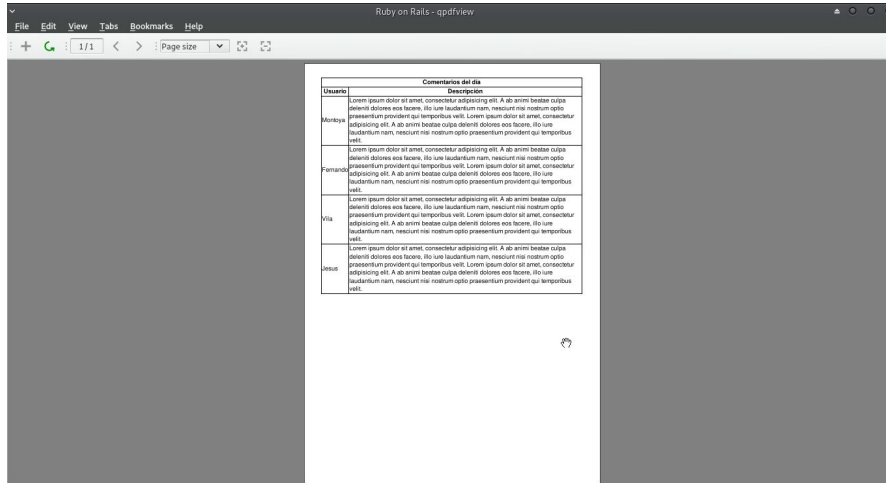 Ruby on Rails - qpdfview
File Edit View Tabs Bookmarks Help
1/1 Page size
Comentarios del día
Usuario Descripción
Lorem ipsum dolor sit amet, consectetur adipisicing elit. A ab animi beatae culpa
deleniti dolores eos facere, illo iure laudantium nam, nesciunt nisi nostrum optio
Montoya praesentium provident qui temporibus velit. Lorem ipsum dolor sit amet, consectetur
adipisicing elit. A ab animi beatae culpa deleniti dolores eos facere, illo iure
laudantium nam, nesciunt nisi nostrum optio praesentium provident qui temporibus
velit.
Lorem ipsum dolor sit amet, consectetur adipisicing elit. A ab animi beatae culpa
deleniti dolores eos facere, illo iure laudantium nam, nesciunt nisi nostrum optio
Fernando praesentium provident qui temporibus velit. Lorem ipsum dolor sit amet, consectetur
adipisicing elit. A ab animi beatae culpa deleniti dolores eos facere, illo iure
laudantium nam, nesciunt nisi nostrum optio praesentium provident qui temporibus
velit.
Lorem ipsum dolor sit amet, consectetur adipisicing elit. A ab animi beatae culpa
deleniti dolores eos facere, illo iure laudantium nam, nesciunt nisi nostrum optio
Vila praesentium provident qui temporibus velit. Lorem ipsum dolor sit amet, consectetur
adipisicing elit. A ab animi beatae culpa deleniti dolores eos facere, illo iure
laudantium nam, nesciunt nisi nostrum optio praesentium provident qui temporibus
velit.
Lorem ipsum dolor sit amet, consectetur adipisicing elit. A ab animi beatae culpa
deleniti dolores eos facere, illo iure laudantium nam, nesciunt nisi nostrum optio
Jesus praesentium provident qui temporibus velit. Lorem ipsum dolor sit amet, consectetur
adipisicing elit. A ab animi beatae culpa deleniti dolores eos facere, illo iure
laudantium nam, nesciunt nisi nostrum optio praesentium provident qui temporibus
velit.